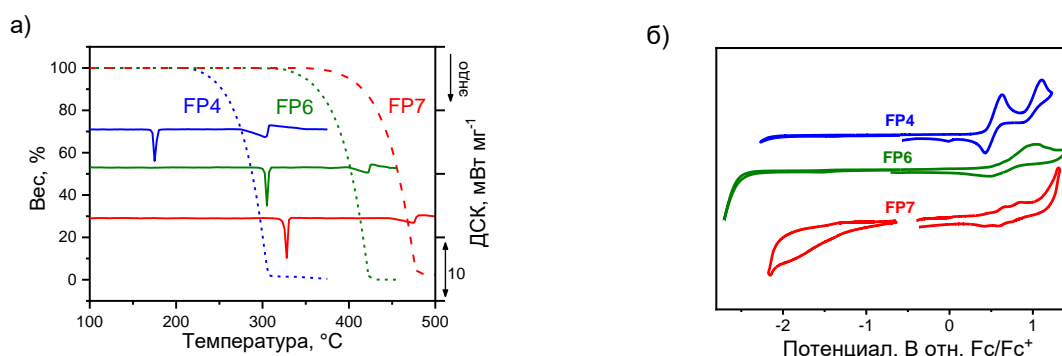 а)
Вес, %
100
80
60
40
20
0
FP4
FP6
FP7
эндо
ДСК, мВт мг-1
10
100
200
300
400
500
Температура, °C
б)
FP4
FP6
FP7
-2
-1
0
1
Потенциал, В отн. Fc/Fc+